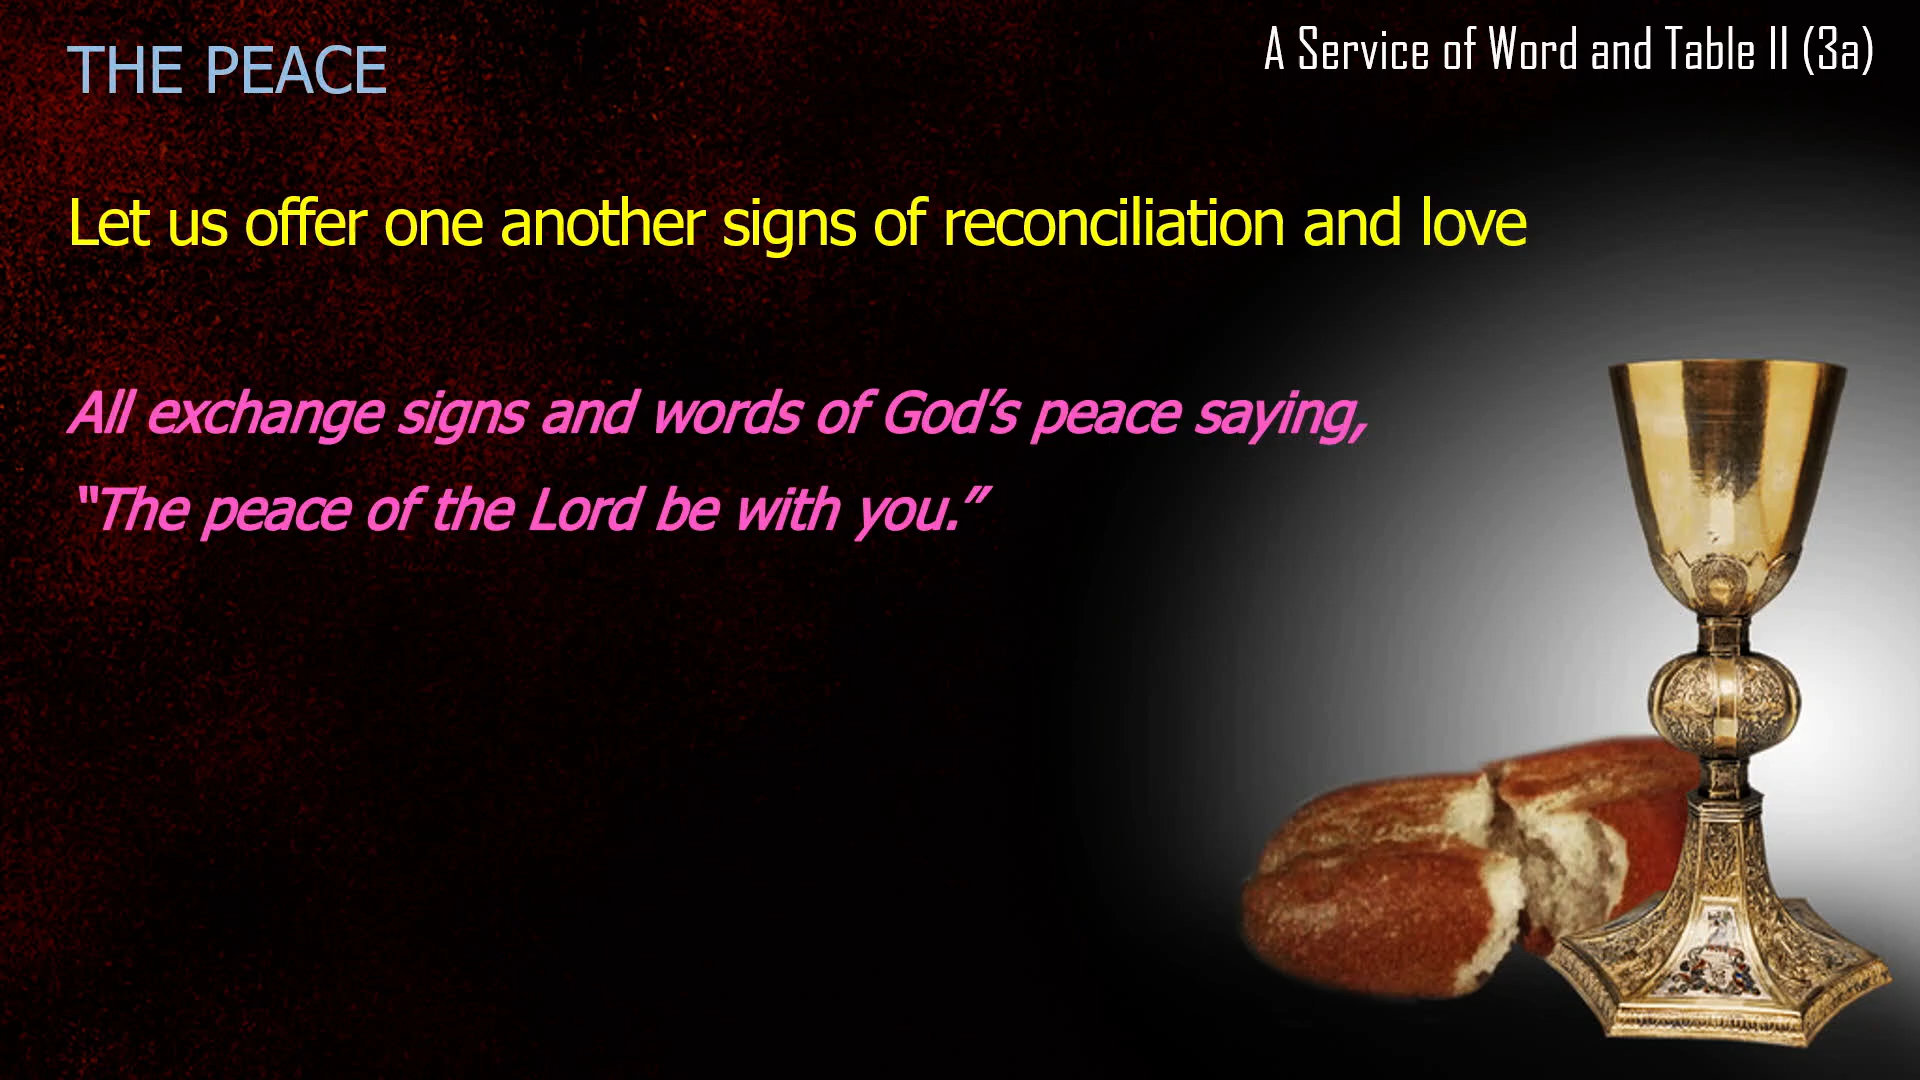 THE PEACE
A Service of Word and Table II (3a)
Let us offer one another signs of reconciliation and love
All exchange signs and words of God’s peace saying,
“The peace of the Lord be with you.”